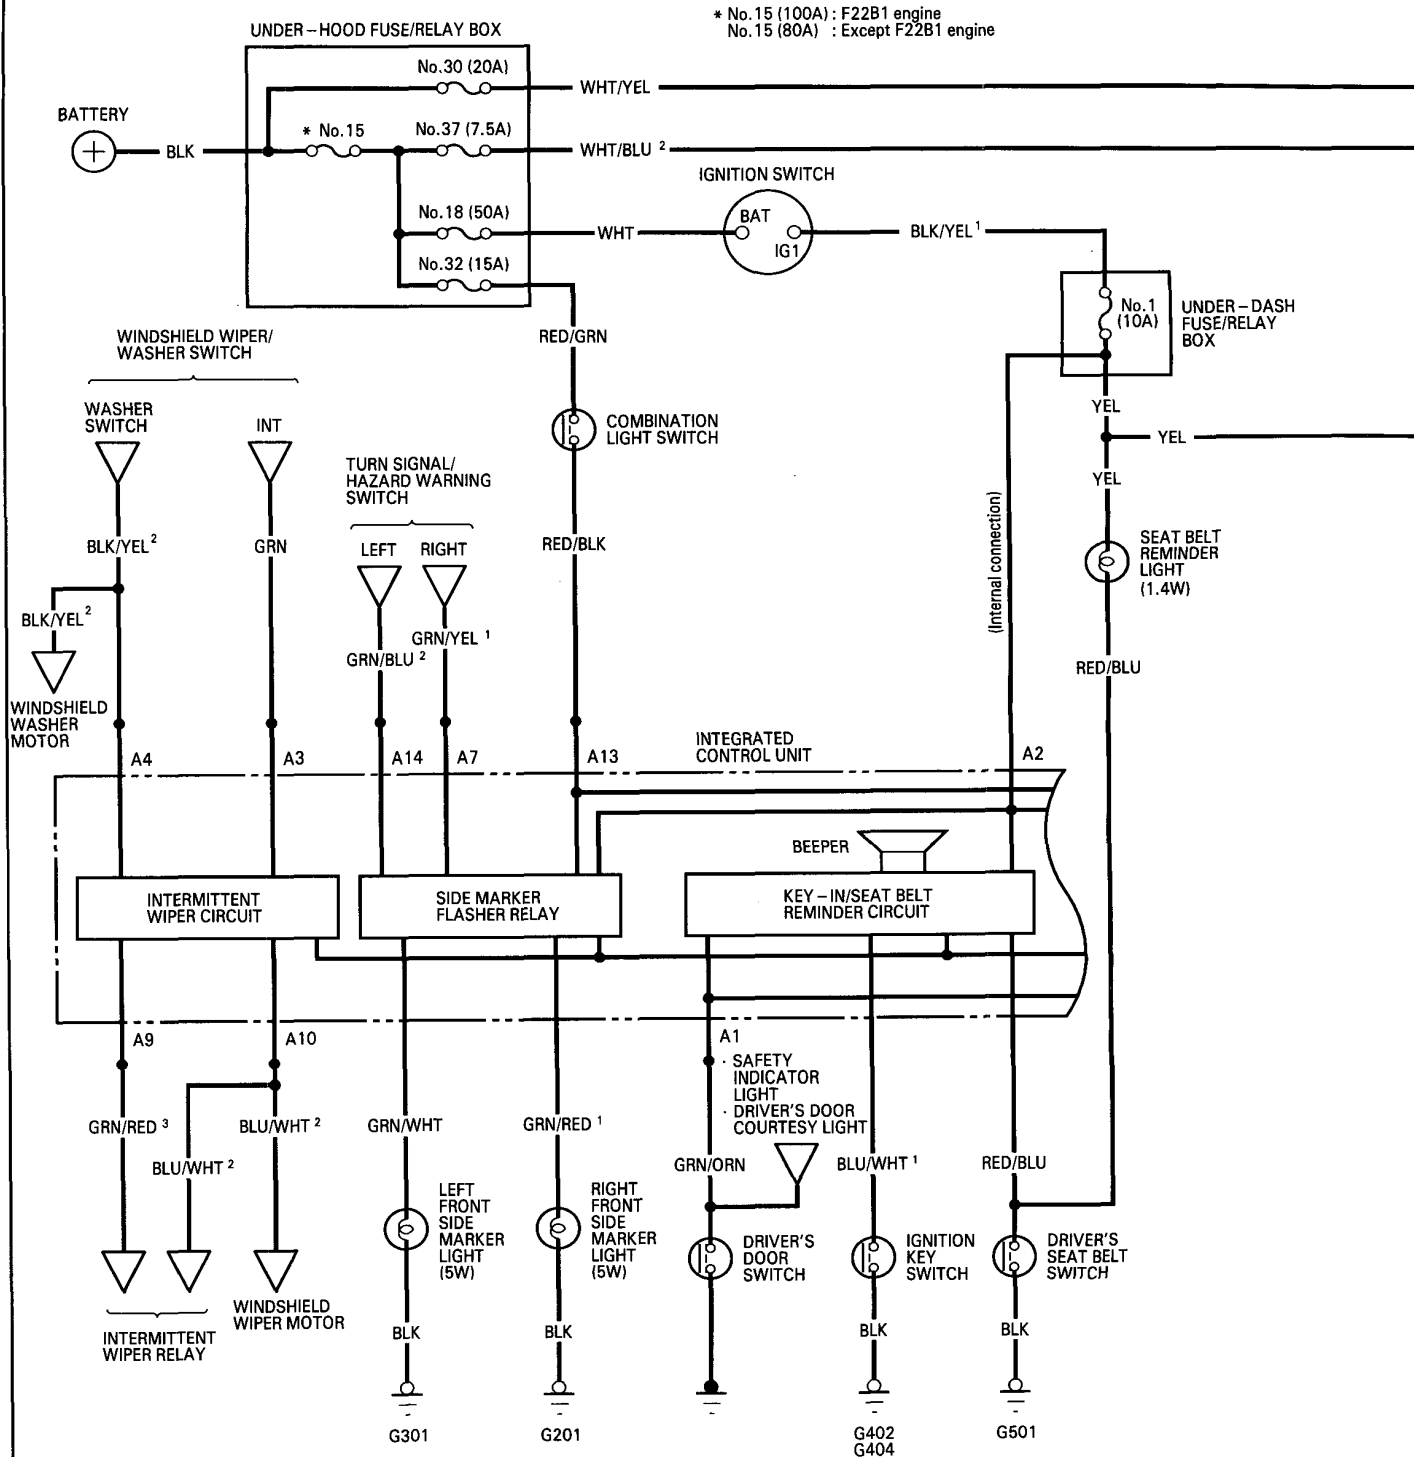 * No.15 (100A) : F22B1 engine
No.15 (80A) : Except F22B1 engine
UNDER-HOOD FUSE/RELAY BOX
No.30 (20A)
WHT/YEL
BATTERY
* No.15
No.37 (7.5A)
+
BLK
WHT/BLU 2
IGNITION SWITCH
No.18 (50A)
BAT
WHT
BLK/YEL 1
IG1
No.32 (15A)
No.1
(10A)
UNDER-DASH
FUSE/RELAY
BOX
RED/GRN
WINDSHIELD WIPER/
WASHER SWITCH
YEL
WASHER
SWITCH
INT
COMBINATION
LIGHT SWITCH
YEL
TURN SIGNAL/
HAZARD WARNING
SWITCH
YEL
(Internal connection)
BLK/YEL 2
GRN
LEFT
RIGHT
RED/BLK
SEAT BELT
REMINDER
LIGHT
(1.4W)
BLK/YEL 2
GRN/YEL 1
GRN/BLU 2
RED/BLU
WINDSHIELD
WASHER
MOTOR
A4
A3
A14
A7
A13
INTEGRATED
CONTROL UNIT
A2
BEEPER
INTERMITTENT
WIPER CIRCUIT
SIDE MARKER
FLASHER RELAY
KEY-IN/SEAT BELT
REMINDER CIRCUIT
A9
A10
A1
· SAFETY
INDICATOR
LIGHT
· DRIVER'S DOOR
COURTESY LIGHT
GRN/RED 3
BLU/WHT 2
GRN/WHT
GRN/RED 1
BLU/WHT 2
GRN/ORN
BLU/WHT 1
RED/BLU
LEFT
FRONT
SIDE
MARKER
LIGHT
(5W)
RIGHT
FRONT
SIDE
MARKER
LIGHT
(5W)
DRIVER'S
DOOR
SWITCH
IGNITION
KEY
SWITCH
DRIVER'S
SEAT BELT
SWITCH
WINDSHIELD
WIPER MOTOR
INTERMITTENT
WIPER RELAY
BLK
BLK
BLK
BLK
G301
G201
G402
G404
G501